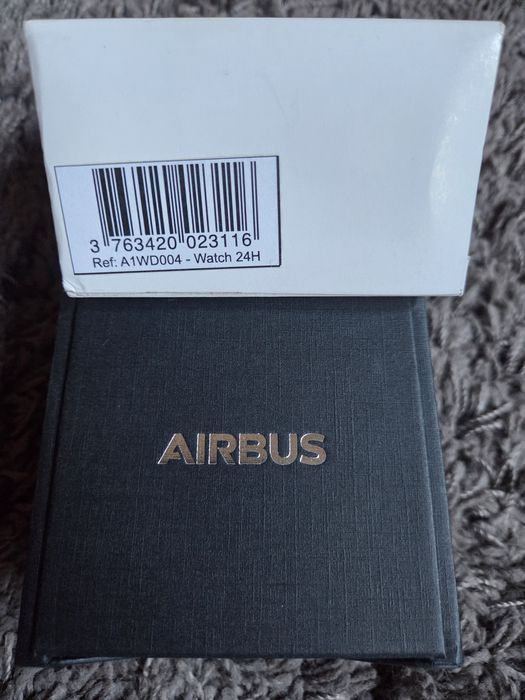 3 763420 023116
Ref: A1WD004 - Watch 24H
AIRBUS